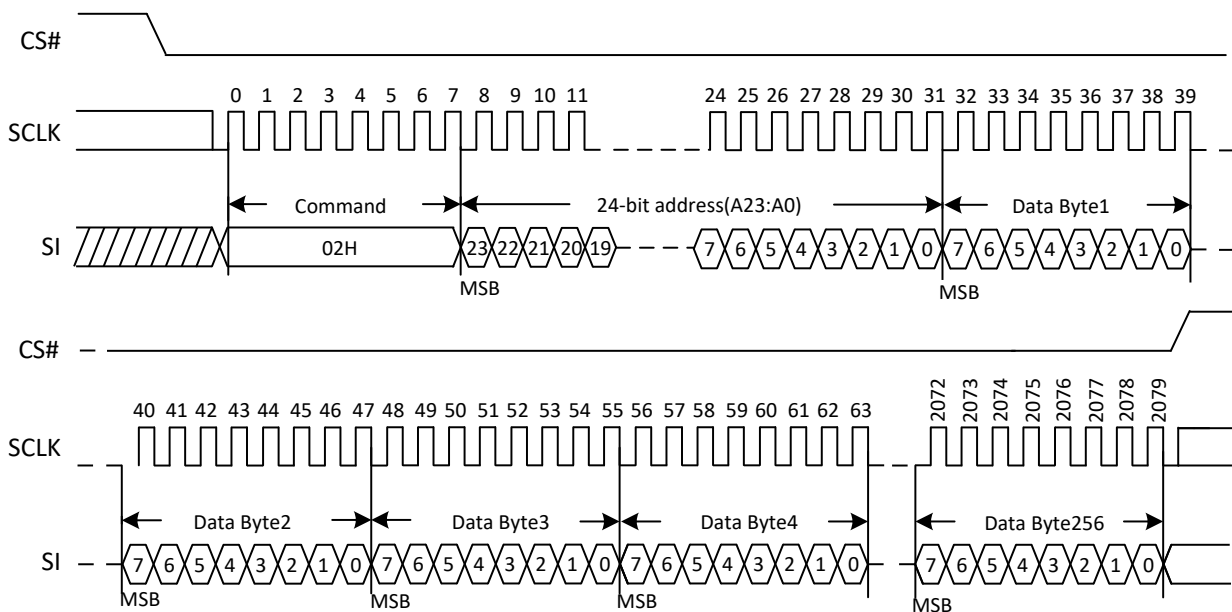 CS#
0 1 2 3 4 5 6 7 8 9 10 11 24 25 26 27 28 29 30 31 32 33 34 35 36 37 38 39
SCLK
Command 24-bit address(A23:A0) Data Byte1
SI 02H 23 22 21 20 19 7 6 5 4 3 2 1 0 7 6 5 4 3 2 1 0
MSB MSB
CS#
40 41 42 43 44 45 46 47 48 49 50 51 52 53 54 55 56 57 58 59 60 61 62 63 2072 2073 2074 2075 2076 2077 2078 2079
SCLK
Data Byte2 Data Byte3 Data Byte4 Data Byte256
SI 7 6 5 4 3 2 1 0 7 6 5 4 3 2 1 0 7 6 5 4 3 2 1 0 7 6 5 4 3 2 1 0
MSB MSB MSB MSB